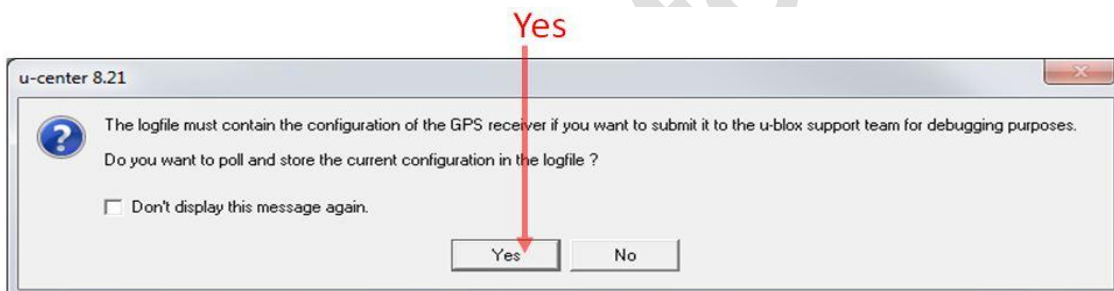 Yes
u-center 8.21
The logfile must contain the configuration of the GPS receiver if you want to submit it to the u-blox support team for debugging purposes.
Do you want to poll and store the current configuration in the logfile ?
Don't display this message again.
Yes No